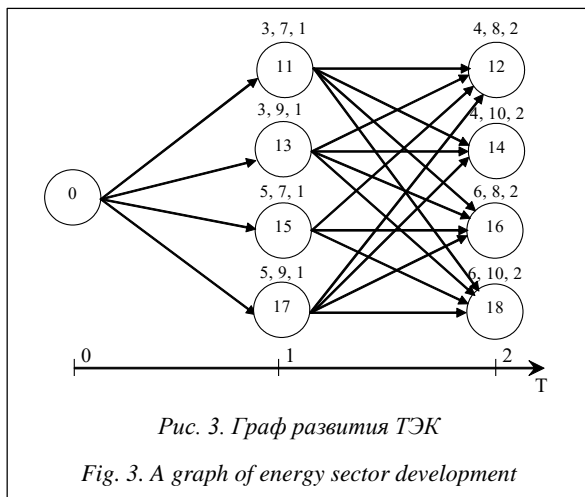 3, 7, 1
4, 8, 2
11
12
3, 9, 1
4, 10, 2
13
14
5, 7, 1
6, 8, 2
0
15
16
5, 9, 1
6, 10, 2
17
18
0
1
2
T
Рис. 3. Граф развития ТЭК
Fig. 3. A graph of energy sector development